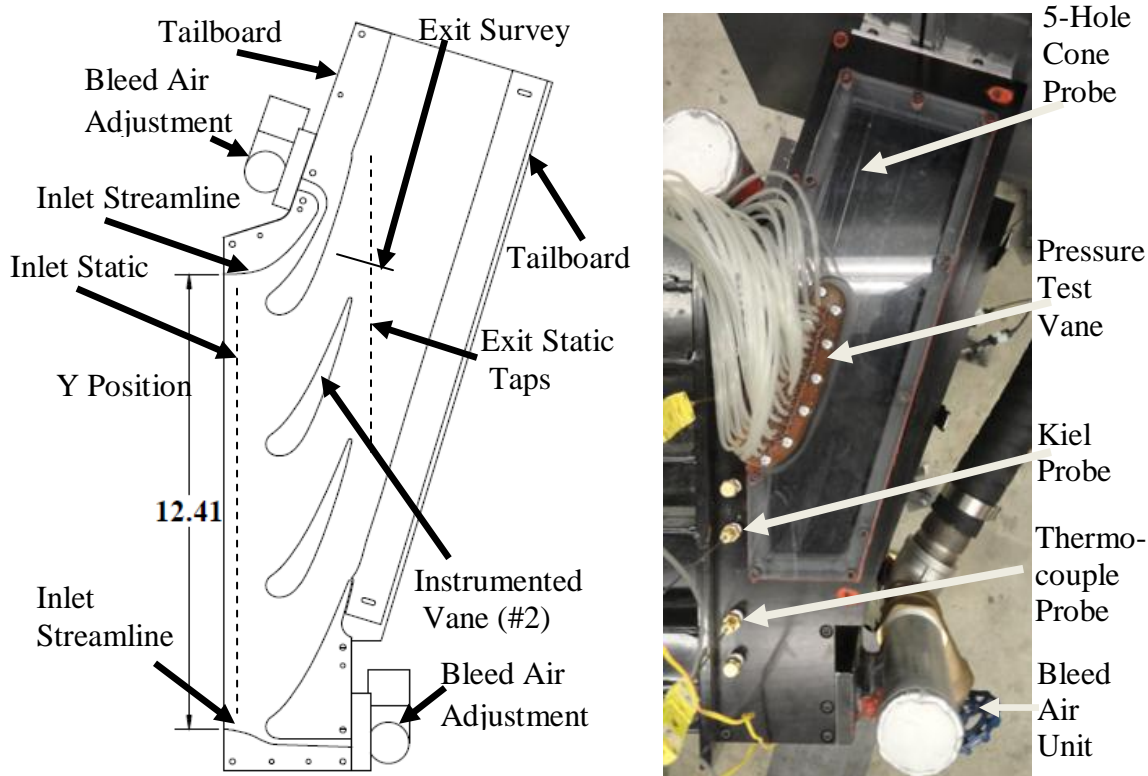 Tailboard
Exit Survey
Bleed Air
Adjustment
Inlet Streamline
Inlet Static
Tailboard
Exit Static
Taps
Y Position
12.41
Instrumented
Vane (#2)
Inlet
Streamline
Bleed Air
Adjustment
5-Hole
Cone
Probe
Pressure
Test
Vane
Kiel
Probe
Thermo-
couple
Probe
Bleed
Air
Unit